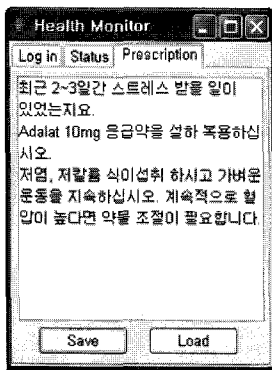 Health Monitor
Log in Status Prescription
최근 2~3일간 스트레스 받을 일이
있었는지요.
Adalat 10mg 응급약을 설하 복용하십
시오.
저염, 저칼륨 식이섭취 하시고 가벼운
운동을 지속하십시오. 계속적으로 혈
압이 높다면 약물 조절이 필요합니다.
Save Load